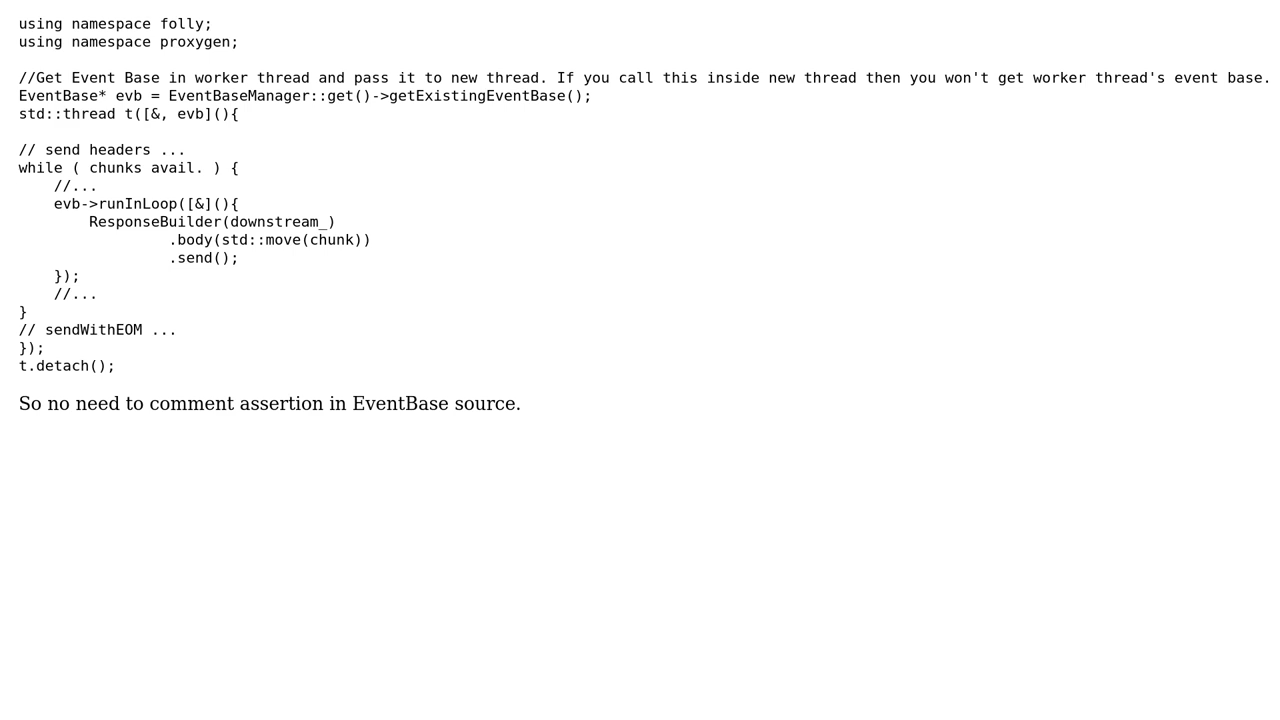 using namespace folly;
using namespace proxygen;

//Get Event Base in worker thread and pass it to new thread. If you call this inside new thread then you won't get worker thread's event base.
EventBase* evb = EventBaseManager::get()->getExistingEventBase();
std::thread t([&, evb](){

// send headers ...
while ( chunks avail. ) {
    //...
    evb->runInLoop([&](){
        ResponseBuilder(downstream_)
                 .body(std::move(chunk))
                 .send();
    });
    //...
}
// sendWithEOM ...
});
t.detach();

So no need to comment assertion in EventBase source.